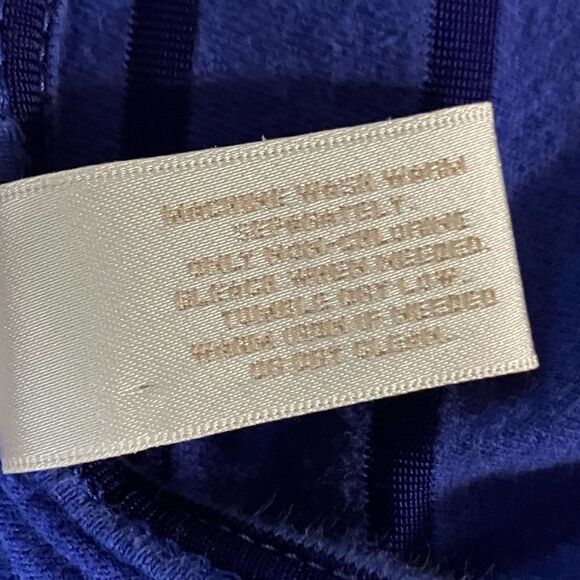 MACHINE WASH WARM
SEPARATELY.
ONLY NON-CHLORINE
BLEACH WHEN NEEDED.
TUMBLE DRY LOW.
WARM IRON IF NEEDED
OR DRY CLEAN.